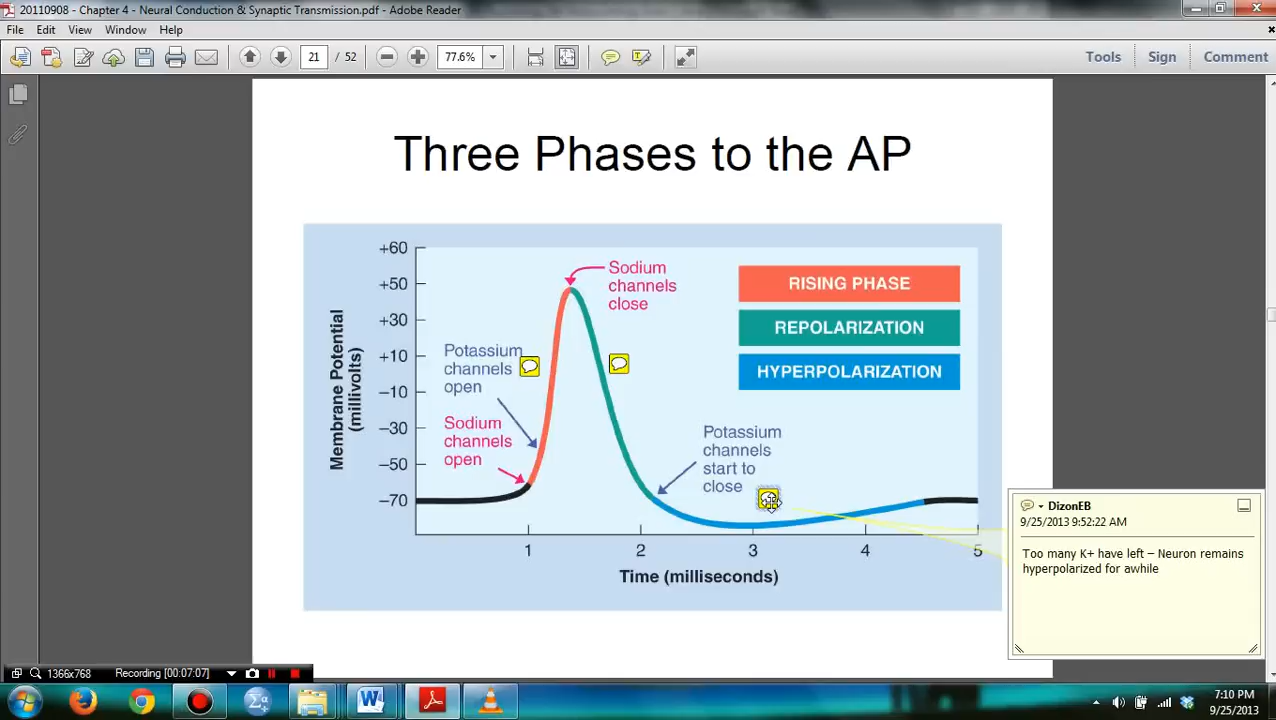 20110908 - Chapter 4 - Neural Conduction & Synaptic Transmission.pdf - Adobe Reader
File Edit View Window Help
21 / 52 77.6% Tools Sign Comment
Three Phases to the AP
Membrane Potential
(millivolts)
+60
+50
+30
+10
−10
−30
−50
−70
Sodium
channels
close
RISING PHASE
REPOLARIZATION
HYPERPOLARIZATION
Potassium
channels
open
Sodium
channels
open
Potassium
channels
start to
close
1 2 3 4 5
Time (milliseconds)
DizonEB
9/25/2013 9:52:22 AM
Too many K+ have left – Neuron remains
hyperpolarized for awhile
1366x768 Recording [00:07:07]
7:10 PM
9/25/2013